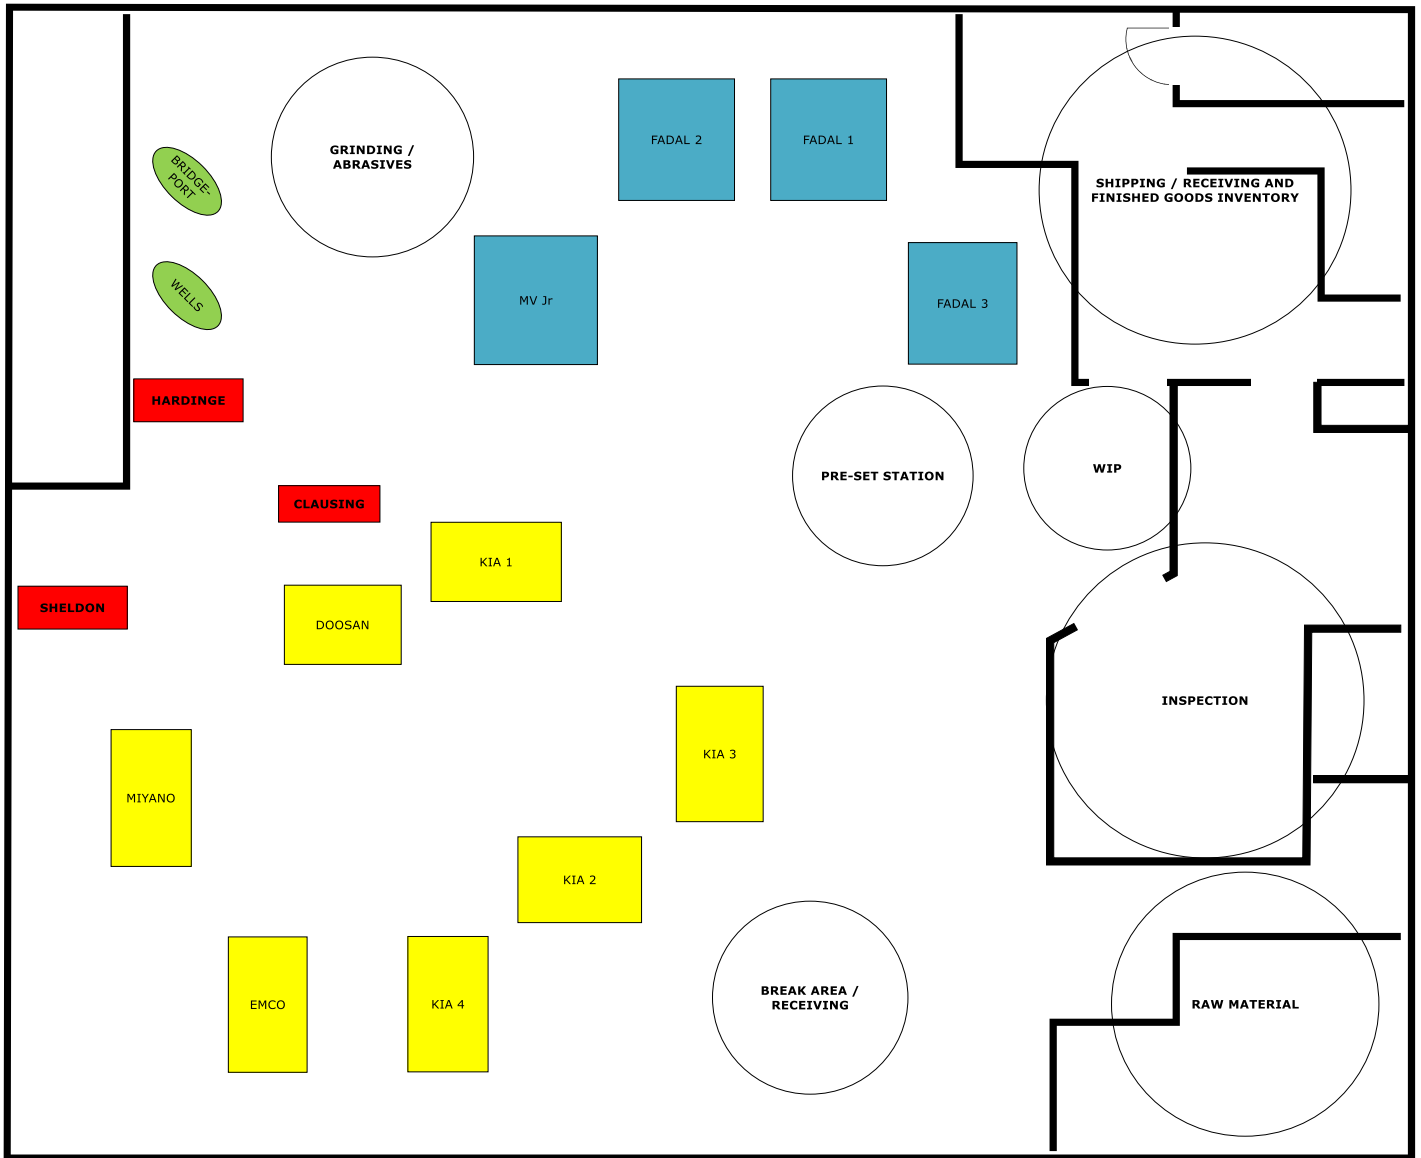 GRINDING /
ABRASIVES
FADAL 2
FADAL 1
BRIDGE-
PORT
SHIPPING / RECEIVING AND
FINISHED GOODS INVENTORY
WELLS
MV Jr
FADAL 3
HARDINGE
PRE-SET STATION
WIP
CLAUSING
KIA 1
SHELDON
DOOSAN
INSPECTION
KIA 3
MIYANO
KIA 2
BREAK AREA /
RECEIVING
EMCO
KIA 4
RAW MATERIAL